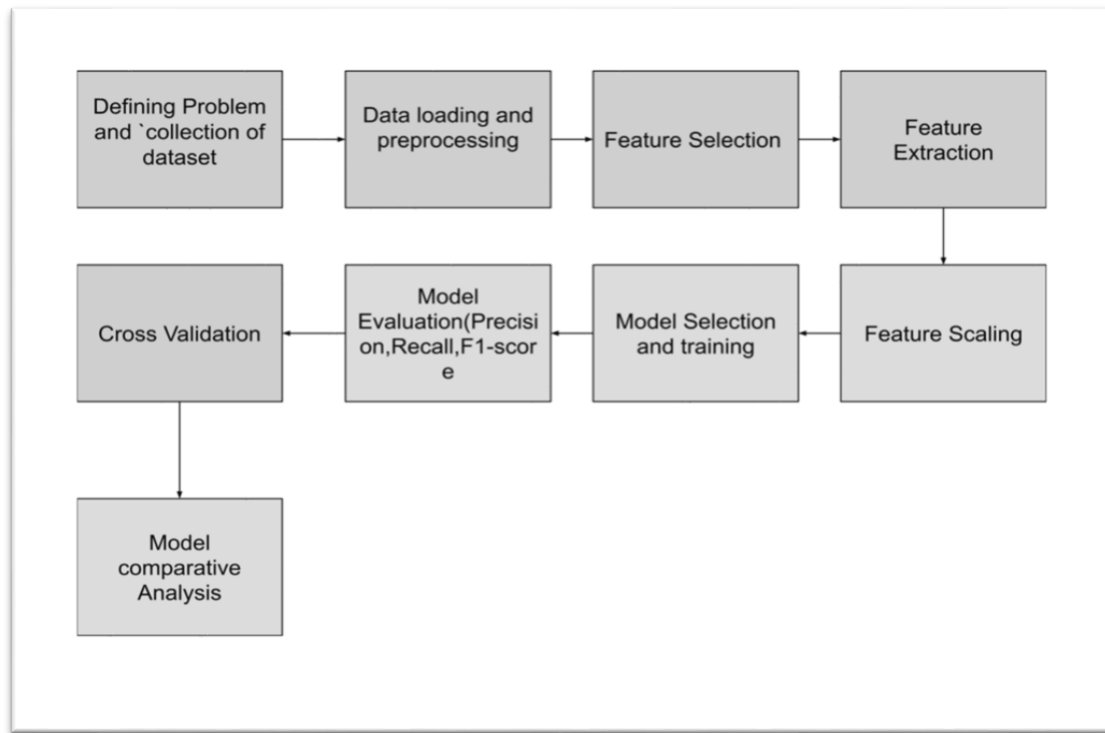 Defining Problem
and `collection of
dataset
Data loading and
preprocessing
Feature Selection
Feature
Extraction
Feature Scaling
Model Selection
and training
Model
Evaluation(Precisi
on,Recall,F1-scor
e
Cross Validation
Model
comparative
Analysis